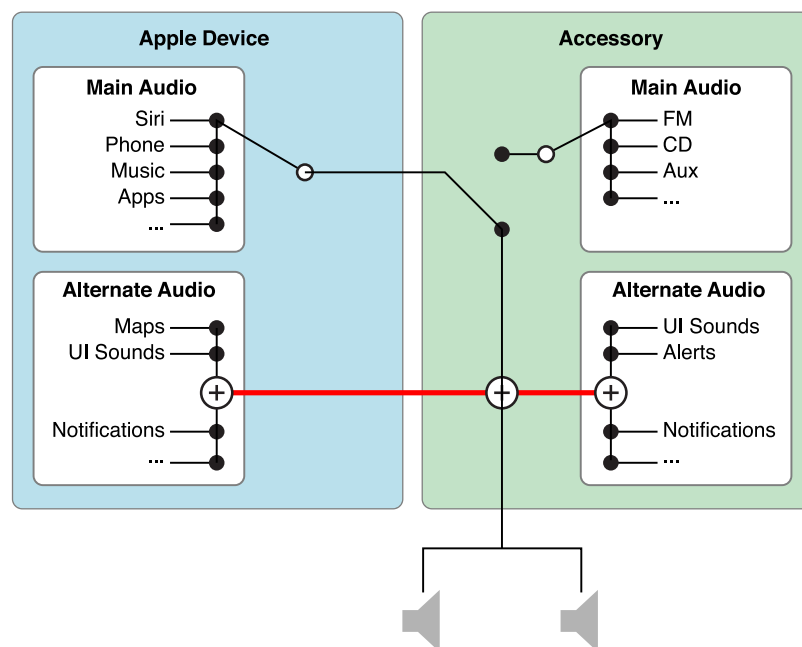 Apple Device
Main Audio
Siri
Phone
Music
Apps
...
Alternate Audio
Maps
UI Sounds
+
Notifications
...
Accessory
+
Main Audio
FM
CD
Aux
...
Alternate Audio
UI Sounds
Alerts
+
Notifications
...